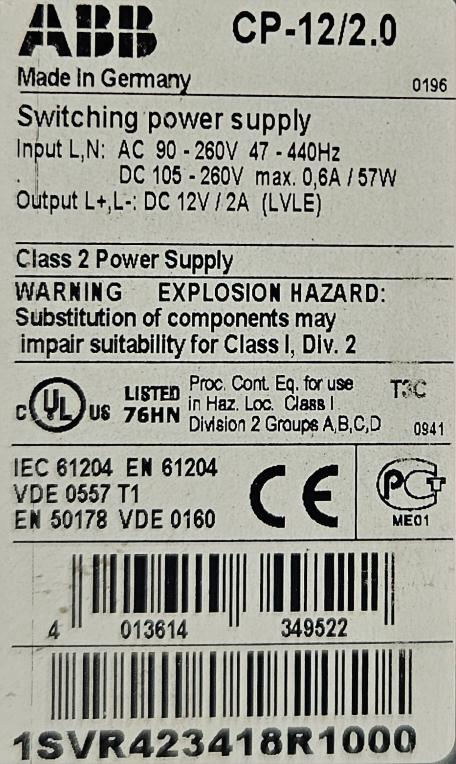 ABB CP-12/2.0
Made in Germany 0196
Switching power supply
Input L,N: AC 90 - 260V 47 - 440Hz
DC 105 - 260V max. 0,6A / 57W
Output L+,L-: DC 12V / 2A (LVLE)
Class 2 Power Supply
WARNING EXPLOSION HAZARD:
Substitution of components may
impair suitability for Class I, Div. 2
C UL US LISTED 76HN
Proc. Cont. Eq. for use T3C
in Haz. Loc. Class I
Division 2 Groups A,B,C,D 0941
IEC 61204 EN 61204
VDE 0557 T1
EN 50178 VDE 0160
CE
РСТ
ME01
4 013614 349522
1SVR423418R1000